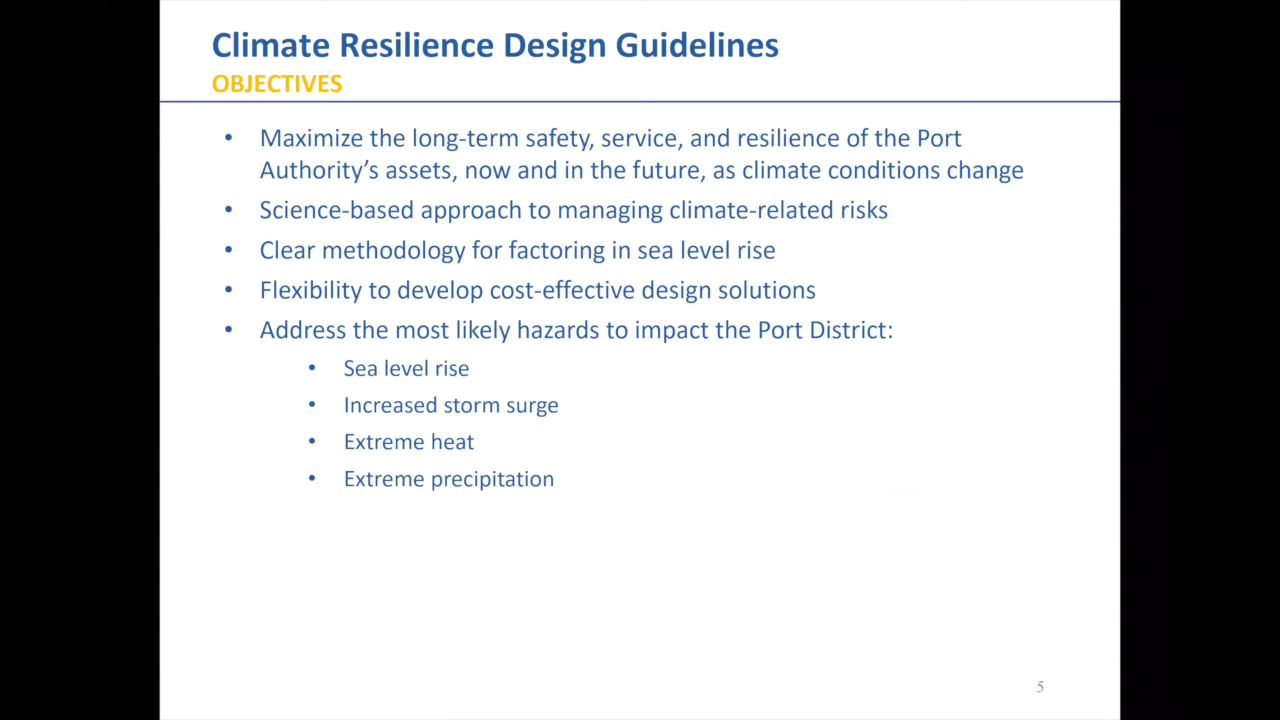 Climate Resilience Design Guidelines
OBJECTIVES
• Maximize the long-term safety, service, and resilience of the Port
Authority’s assets, now and in the future, as climate conditions change
• Science-based approach to managing climate-related risks
• Clear methodology for factoring in sea level rise
• Flexibility to develop cost-effective design solutions
• Address the most likely hazards to impact the Port District:
• Sea level rise
• Increased storm surge
• Extreme heat
• Extreme precipitation
5